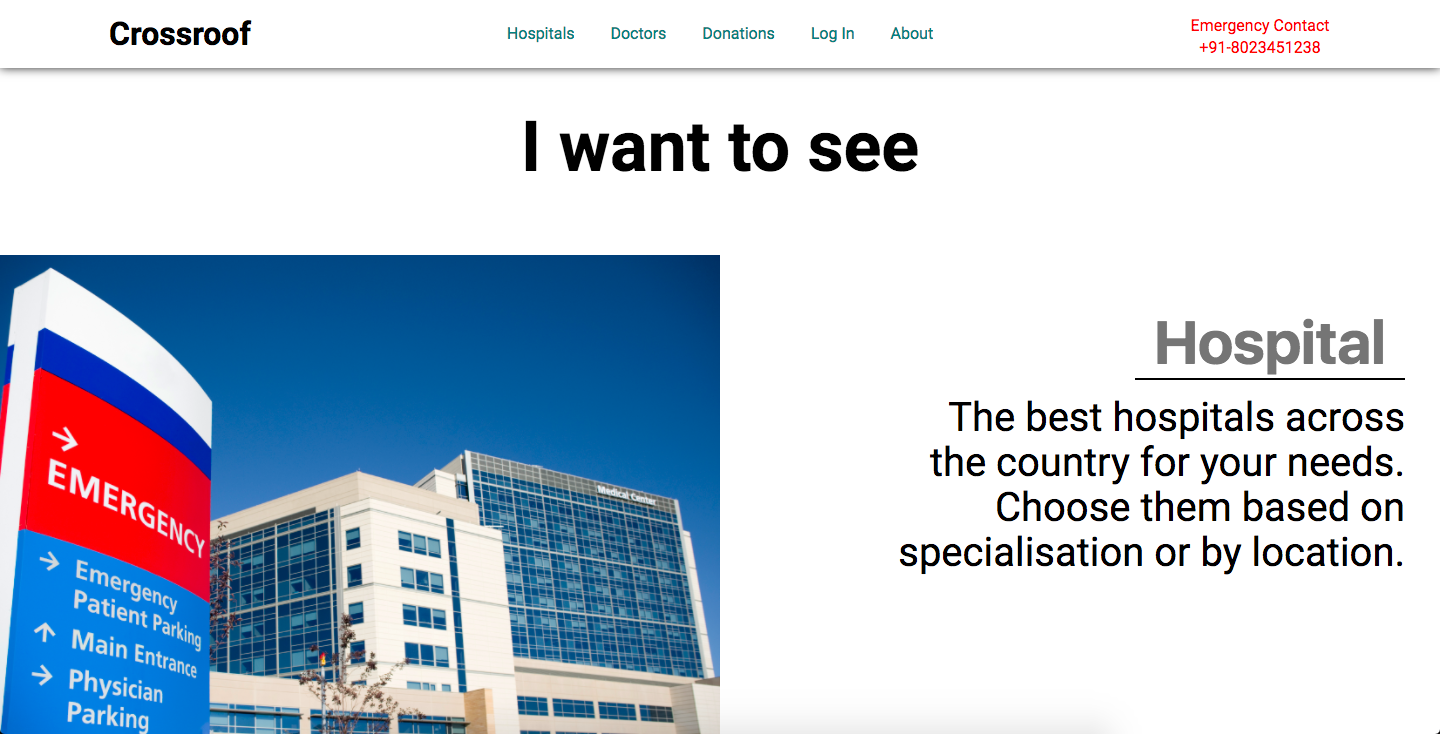 Crossroof
Hospitals
Doctors
Donations
Log In
About
Emergency Contact
+91-8023451238
I want to see
EMERGENCY
Emergency
Patient Parking
Main Entrance
Physician
Parking
Medical Center
Hospital
The best hospitals across
the country for your needs.
Choose them based on
specialisation or by location.